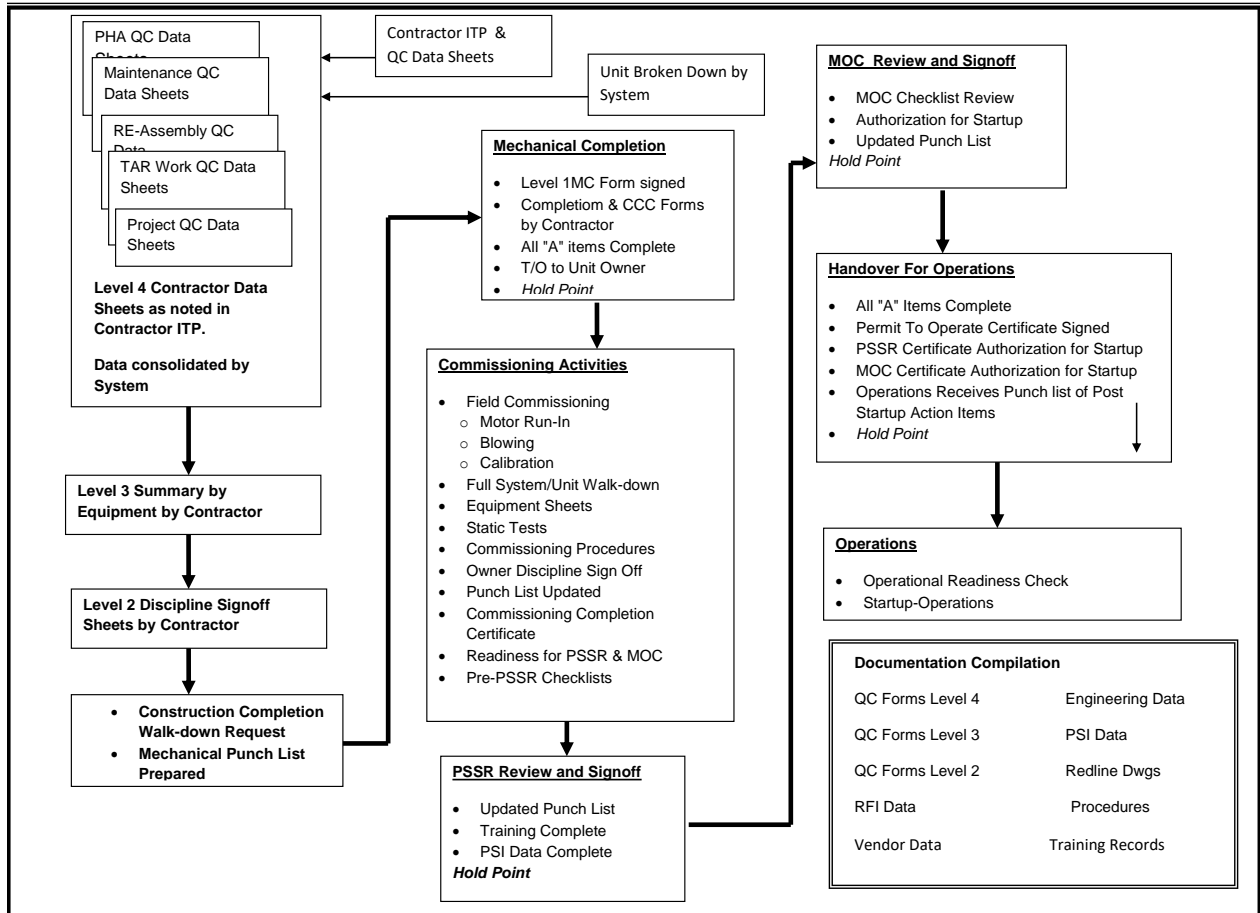 PHA QC Data
Sheets
Maintenance QC
Data Sheets
RE-Assembly QC
Data
TAR Work QC Data
Sheets
Project QC Data
Sheets
Level 4 Contractor Data
Sheets as noted in
Contractor ITP.
Data consolidated by
System
Contractor ITP &
QC Data Sheets
Unit Broken Down by
System
Level 3 Summary by
Equipment by Contractor
Level 2 Discipline Signoff
Sheets by Contractor
• Construction Completion
Walk-down Request
• Mechanical Punch List
Prepared
Mechanical Completion
• Level 1MC Form signed
• Completiom & CCC Forms
by Contractor
• All "A" items Complete
• T/O to Unit Owner
• Hold Point
Commissioning Activities
• Field Commissioning
o Motor Run-In
o Blowing
o Calibration
• Full System/Unit Walk-down
• Equipment Sheets
• Static Tests
• Commissioning Procedures
• Owner Discipline Sign Off
• Punch List Updated
• Commissioning Completion
Certificate
• Readiness for PSSR & MOC
• Pre-PSSR Checklists
PSSR Review and Signoff
• Updated Punch List
• Training Complete
• PSI Data Complete
Hold Point
MOC Review and Signoff
• MOC Checklist Review
• Authorization for Startup
• Updated Punch List
Hold Point
Handover For Operations
• All "A" Items Complete
• Permit To Operate Certificate Signed
• PSSR Certificate Authorization for Startup
• MOC Certificate Authorization for Startup
• Operations Receives Punch list of Post
Startup Action Items
• Hold Point
Operations
• Operational Readiness Check
• Startup-Operations
Documentation Compilation
QC Forms Level 4 Engineering Data
QC Forms Level 3 PSI Data
QC Forms Level 2 Redline Dwgs
RFI Data Procedures
Vendor Data Training Records